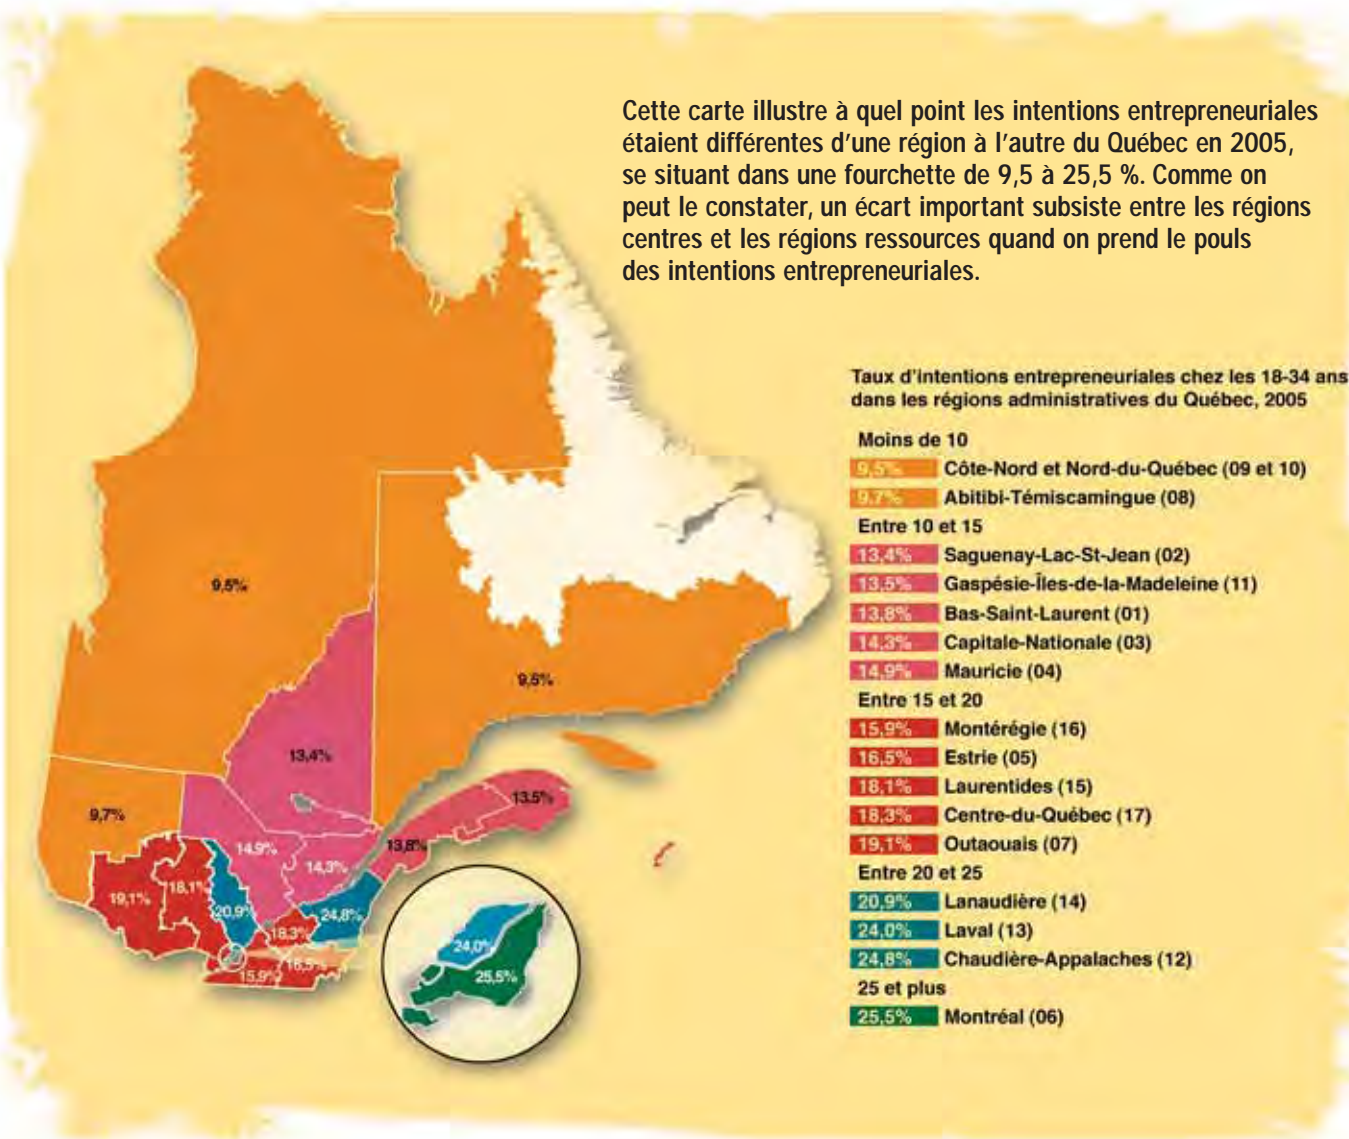 Cette carte illustre à quel point les intentions entrepreneuriales
étaient différentes d'une région à l'autre du Québec en 2005,
se situant dans une fourchette de 9,5 à 25,5 %. Comme on
peut le constater, un écart important subsiste entre les régions
centres et les régions ressources quand on prend le pouls
des intentions entrepreneuriales.
Taux d'intentions entrepreneuriales chez les 18-34 ans
dans les régions administratives du Québec, 2005
Moins de 10
9,5% Côte-Nord et Nord-du-Québec (09 et 10)
9,7% Abitibi-Témiscamingue (08)
Entre 10 et 15
13,4% Saguenay-Lac-St-Jean (02)
13,5% Gaspésie-Îles-de-la-Madeleine (11)
13,8% Bas-Saint-Laurent (01)
14,3% Capitale-Nationale (03)
14,9% Mauricie (04)
Entre 15 et 20
15,9% Montérégie (16)
16,5% Estrie (05)
18,1% Laurentides (15)
18,3% Centre-du-Québec (17)
19,1% Outaouais (07)
Entre 20 et 25
20,9% Lanaudière (14)
24,0% Laval (13)
24,8% Chaudière-Appalaches (12)
25 et plus
25,5% Montréal (06)
9,5%
9,5%
13,4%
9,7%
13.5%
13,8%
14.9%
14,3%
19,1%
18,1%
20,9%
24,8%
18.3%
16,5%
15,9%
24,0%
25,5%